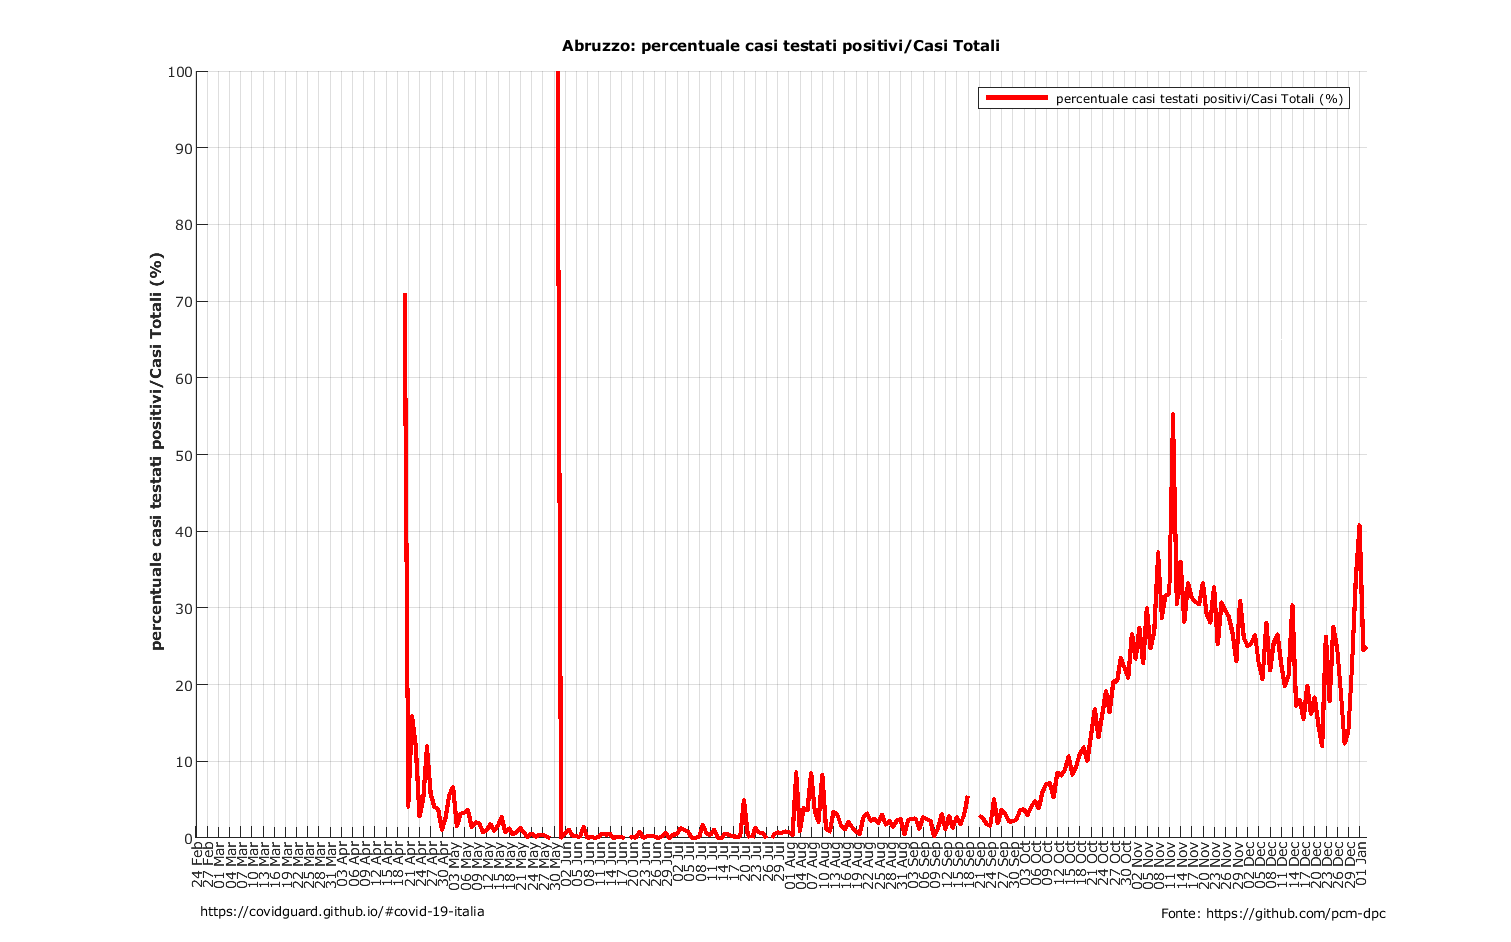 Abruzzo: percentuale casi testati positivi/Casi Totali
percentuale casi testati positivi/Casi Totali (%)
percentuale casi testati positivi/Casi Totali (%)
100
90
80
70
60
50
40
30
20
10
0
24 Feb
27 Feb
01 Mar
04 Mar
07 Mar
10 Mar
13 Mar
16 Mar
19 Mar
22 Mar
25 Mar
28 Mar
31 Mar
03 Apr
06 Apr
09 Apr
12 Apr
15 Apr
18 Apr
21 Apr
24 Apr
27 Apr
30 Apr
03 May
06 May
09 May
12 May
15 May
18 May
21 May
24 May
27 May
30 May
02 Jun
05 Jun
08 Jun
11 Jun
14 Jun
17 Jun
20 Jun
23 Jun
26 Jun
29 Jun
02 Jul
05 Jul
08 Jul
11 Jul
14 Jul
17 Jul
20 Jul
23 Jul
26 Jul
29 Jul
01 Aug
04 Aug
07 Aug
10 Aug
13 Aug
16 Aug
19 Aug
22 Aug
25 Aug
28 Aug
31 Aug
03 Sep
06 Sep
09 Sep
12 Sep
15 Sep
18 Sep
21 Sep
24 Sep
27 Sep
30 Sep
03 Oct
06 Oct
09 Oct
12 Oct
15 Oct
18 Oct
21 Oct
24 Oct
27 Oct
30 Oct
02 Nov
05 Nov
08 Nov
11 Nov
14 Nov
17 Nov
20 Nov
23 Nov
26 Nov
29 Nov
02 Dec
05 Dec
08 Dec
11 Dec
14 Dec
17 Dec
20 Dec
23 Dec
26 Dec
29 Dec
01 Jan
https://covidguard.github.io/#covid-19-italia
Fonte: https://github.com/pcm-dpc